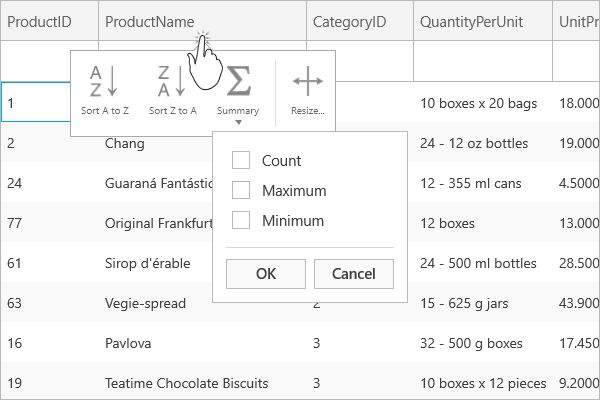 ProductID ProductName CategoryID QuantityPerUnit UnitPr
Sort A to Z Sort Z to A Summary Resize...
1 10 boxes x 20 bags 18.000
2 Chang 24 - 12 oz bottles 19.000
Count
Maximum
Minimum
OK Cancel
24 Guaraná Fantástic 12 - 355 ml cans 4.5000
77 Original Frankfurt 12 boxes 13.000
61 Sirop d'érable 24 - 500 ml bottles 28.500
63 Vegie-spread 2 15 - 625 g jars 43.900
16 Pavlova 3 32 - 500 g boxes 17.450
19 Teatime Chocolate Biscuits 3 10 boxes x 12 pieces 9.2000